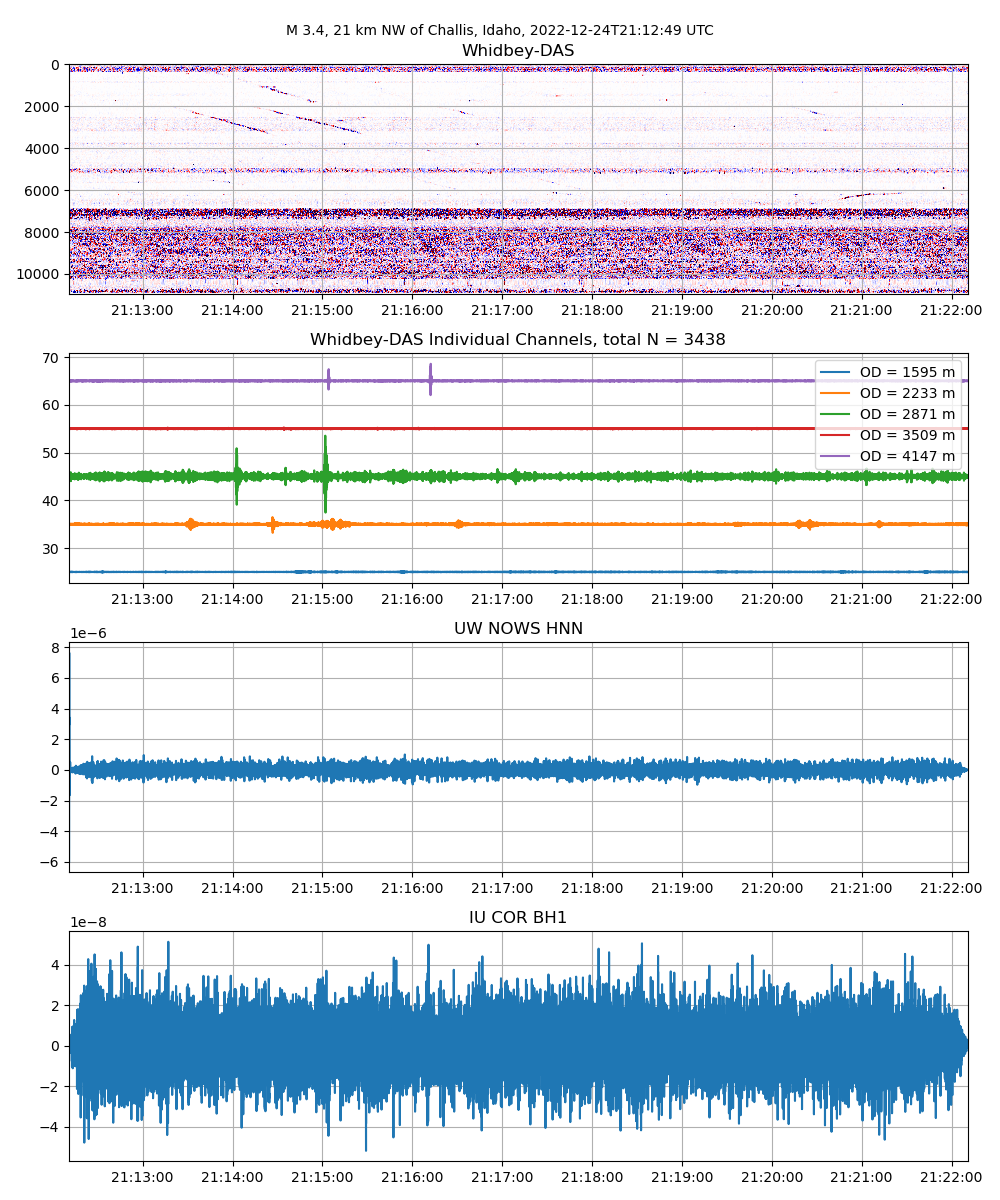 M 3.4, 21 km NW of Challis, Idaho, 2022-12-24T21:12:49 UTC
Whidbey-DAS
0
2000
4000
6000
8000
10000
21:13:00 21:14:00 21:15:00 21:16:00 21:17:00 21:18:00 21:19:00 21:20:00 21:21:00 21:22:00
Whidbey-DAS Individual Channels, total N = 3438
70
60
50
40
30
OD = 1595 m
OD = 2233 m
OD = 2871 m
OD = 3509 m
OD = 4147 m
21:13:00 21:14:00 21:15:00 21:16:00 21:17:00 21:18:00 21:19:00 21:20:00 21:21:00 21:22:00
UW NOWS HNN
1e−6
8
6
4
2
0
−2
−4
−6
21:13:00 21:14:00 21:15:00 21:16:00 21:17:00 21:18:00 21:19:00 21:20:00 21:21:00 21:22:00
IU COR BH1
1e−8
4
2
0
−2
−4
21:13:00 21:14:00 21:15:00 21:16:00 21:17:00 21:18:00 21:19:00 21:20:00 21:21:00 21:22:00